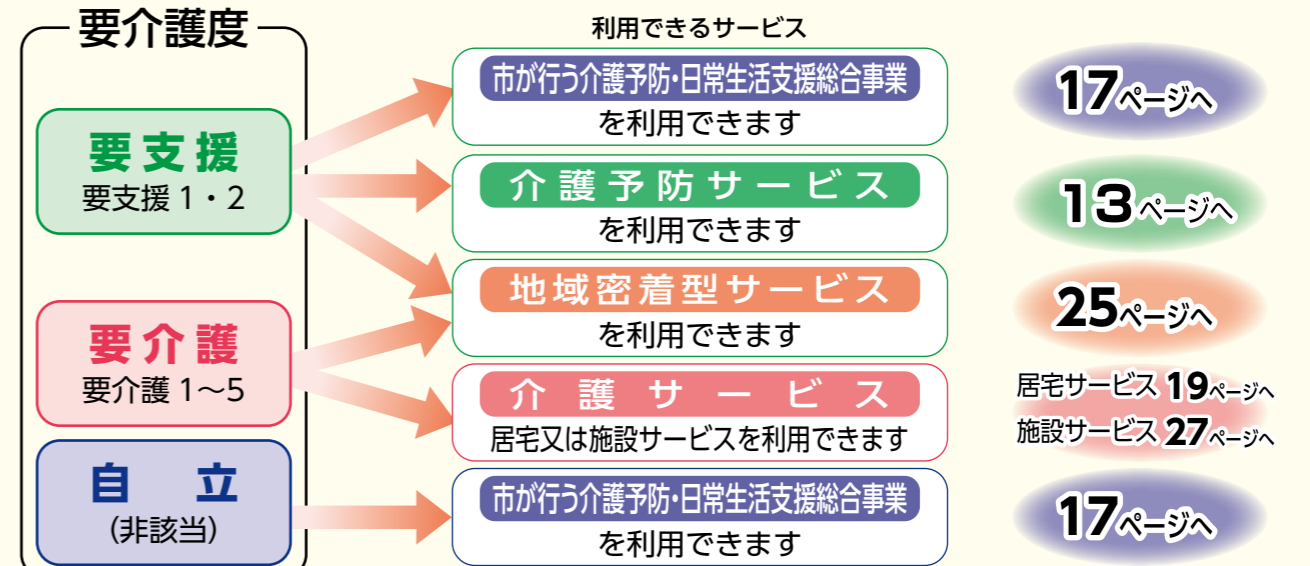 要介護度
利用できるサービス
要支援
要支援 1・2
要介護
要介護 1～5
自 立
(非該当)
市が行う介護予防・日常生活支援総合事業
を利用できます
17ページへ
介護予防サービス
を利用できます
13ページへ
地域密着型サービス
を利用できます
25ページへ
介護サービス
居宅又は施設サービスを利用できます
居宅サービス 19ページへ
施設サービス 27ページへ
市が行う介護予防・日常生活支援総合事業
を利用できます
17ページへ